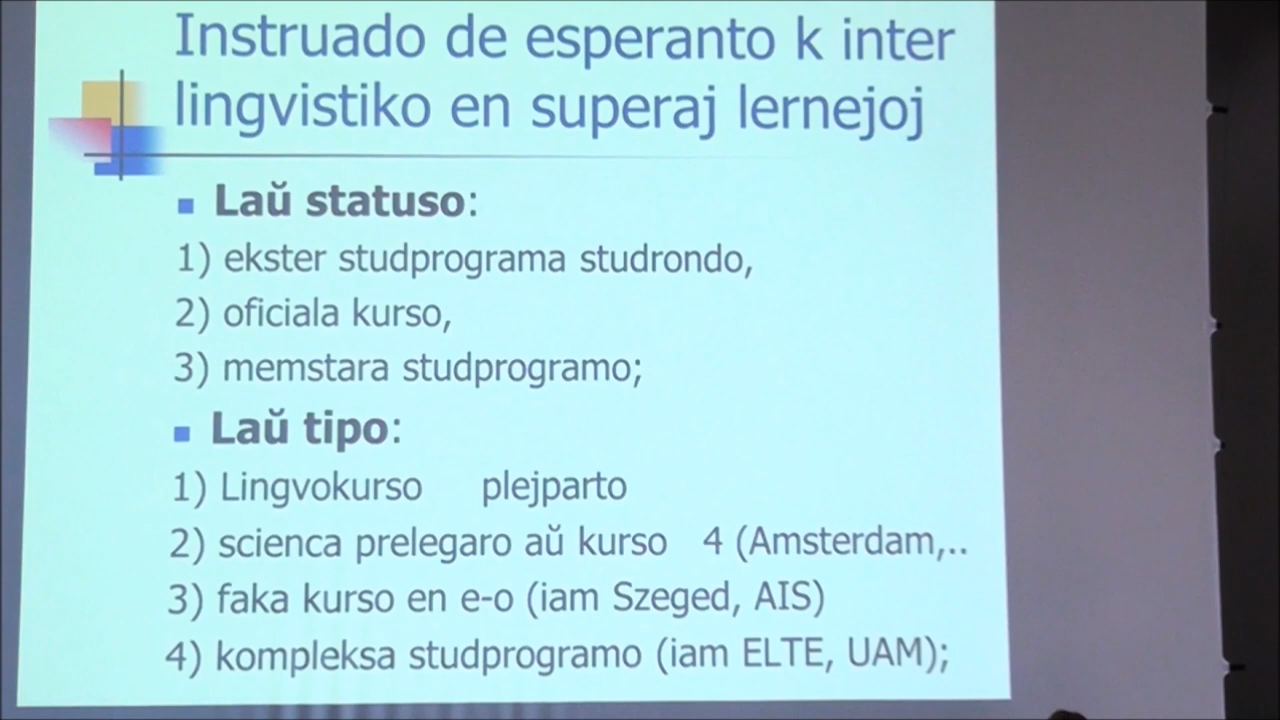 Instruado de esperanto k inter
lingvistiko en superaj lernejoj
Laŭ statuso:
1) ekster studprograma studrondo,
2) oficiala kurso,
3) memstara studprogramo;
Laŭ tipo:
1) Lingvokurso plejparto
2) scienca prelegaro aŭ kurso 4 (Amsterdam,..
3) faka kurso en e-o (iam Szeged, AIS)
4) kompleksa studprogramo (iam ELTE, UAM);